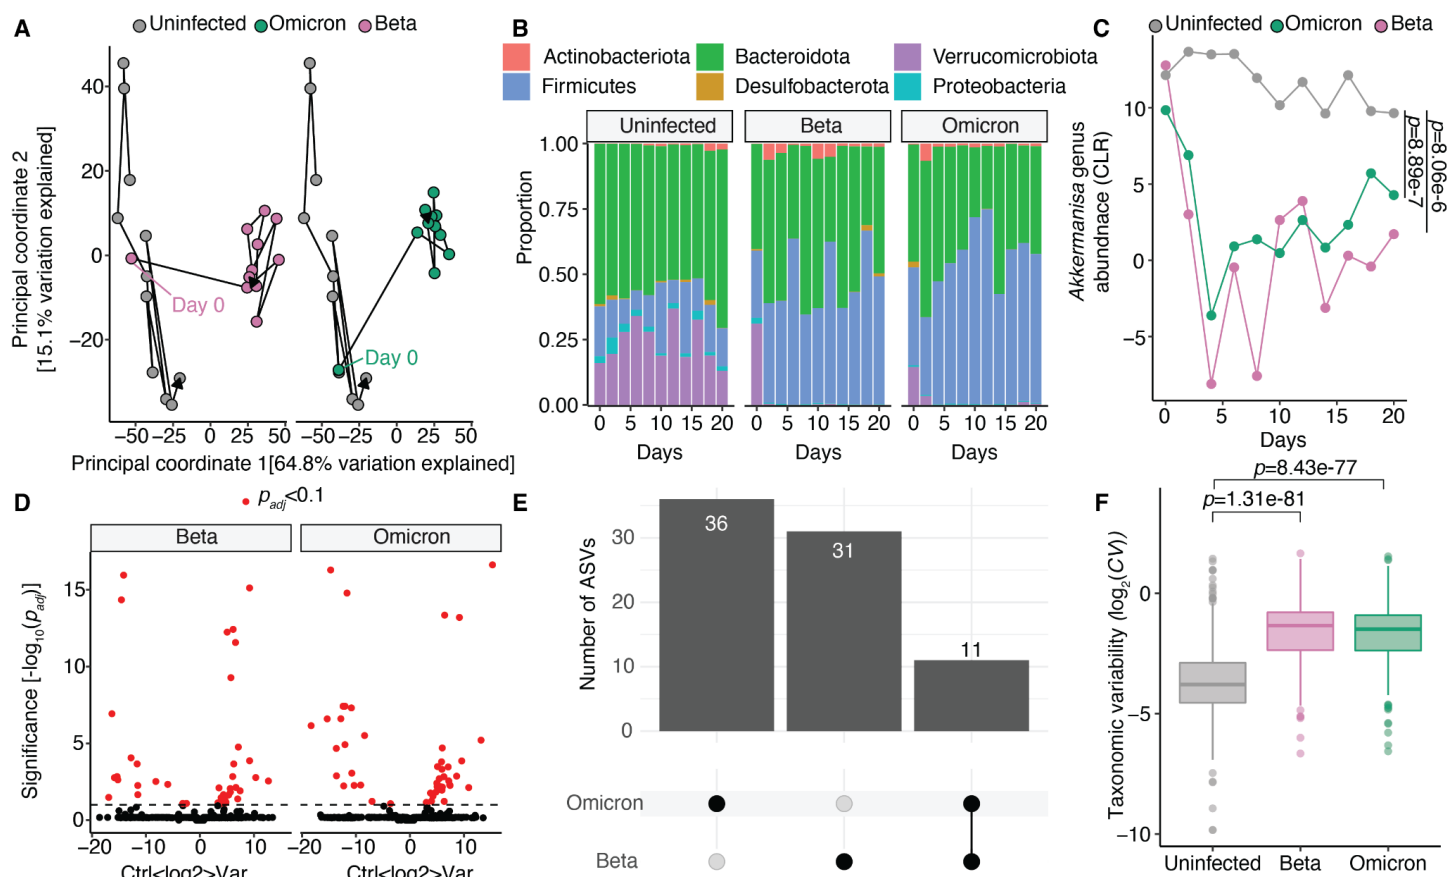 A
Uninfected Omicron Beta
40
20
0
−20
Principal coordinate 2
[15.1% variation explained]
Day 0
Day 0
−50 −25 0 25 50 −50 −25 0 25 50
Principal coordinate 1[64.8% variation explained]
B
Actinobacteriota Bacteroidota Verrucomicrobiota
Firmicutes Desulfobacterota Proteobacteria
Uninfected Beta Omicron
Proportion
1.00
0.75
0.50
0.25
0.00
0 5 10 15 20 0 5 10 15 20 0 5 10 15 20
Days Days Days
C
Uninfected Omicron Beta
Akkermanisa genus
abundnace (CLR)
10
5
0
−5
p=8.06e-6
p=8.89e-7
0 5 10 15 20
Days
D
padj<0.1
Beta Omicron
Significance [-log10(padj)]
15
10
5
0
−20 −10 0 10 −20 −10 0 10
Ctrl<log2>Var Ctrl<log2>Var
E
Number of ASVs
30
20
10
0
36
31
11
Omicron
Beta
F
p=8.43e-77
p=1.31e-81
Taxonomic variability (log2(CV))
0
−5
−10
Uninfected Beta Omicron